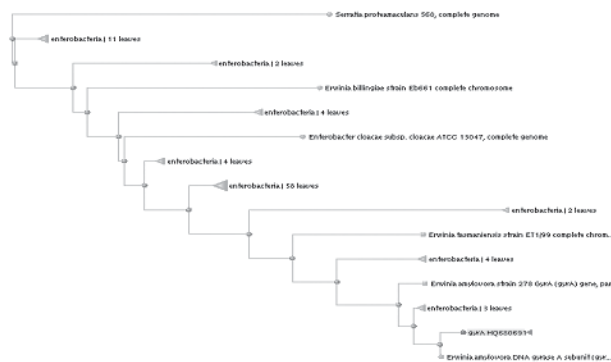 Serratia proteamaculans 568, complete genome
enterobacteria | 11 leaves
enterobacteria | 2 leaves
Erwinia billingiae strain Eb661 complete chromosome
enterobacteria | 4 leaves
Enterobacter cloacae subsp. cloacae ATCC 13047, complete genome
enterobacteria | 4 leaves
enterobacteria | 58 leaves
enterobacteria | 2 leaves
Erwinia tasmaniensis strain ET1/99 complete chrom...
enterobacteria | 4 leaves
Erwinia amylovora strain 278 GyrA (gyrA) gene, par
enterobacteria | 3 leaves
gyrA
Erwinia amylovora DNA gyrase A subunit (gyr...